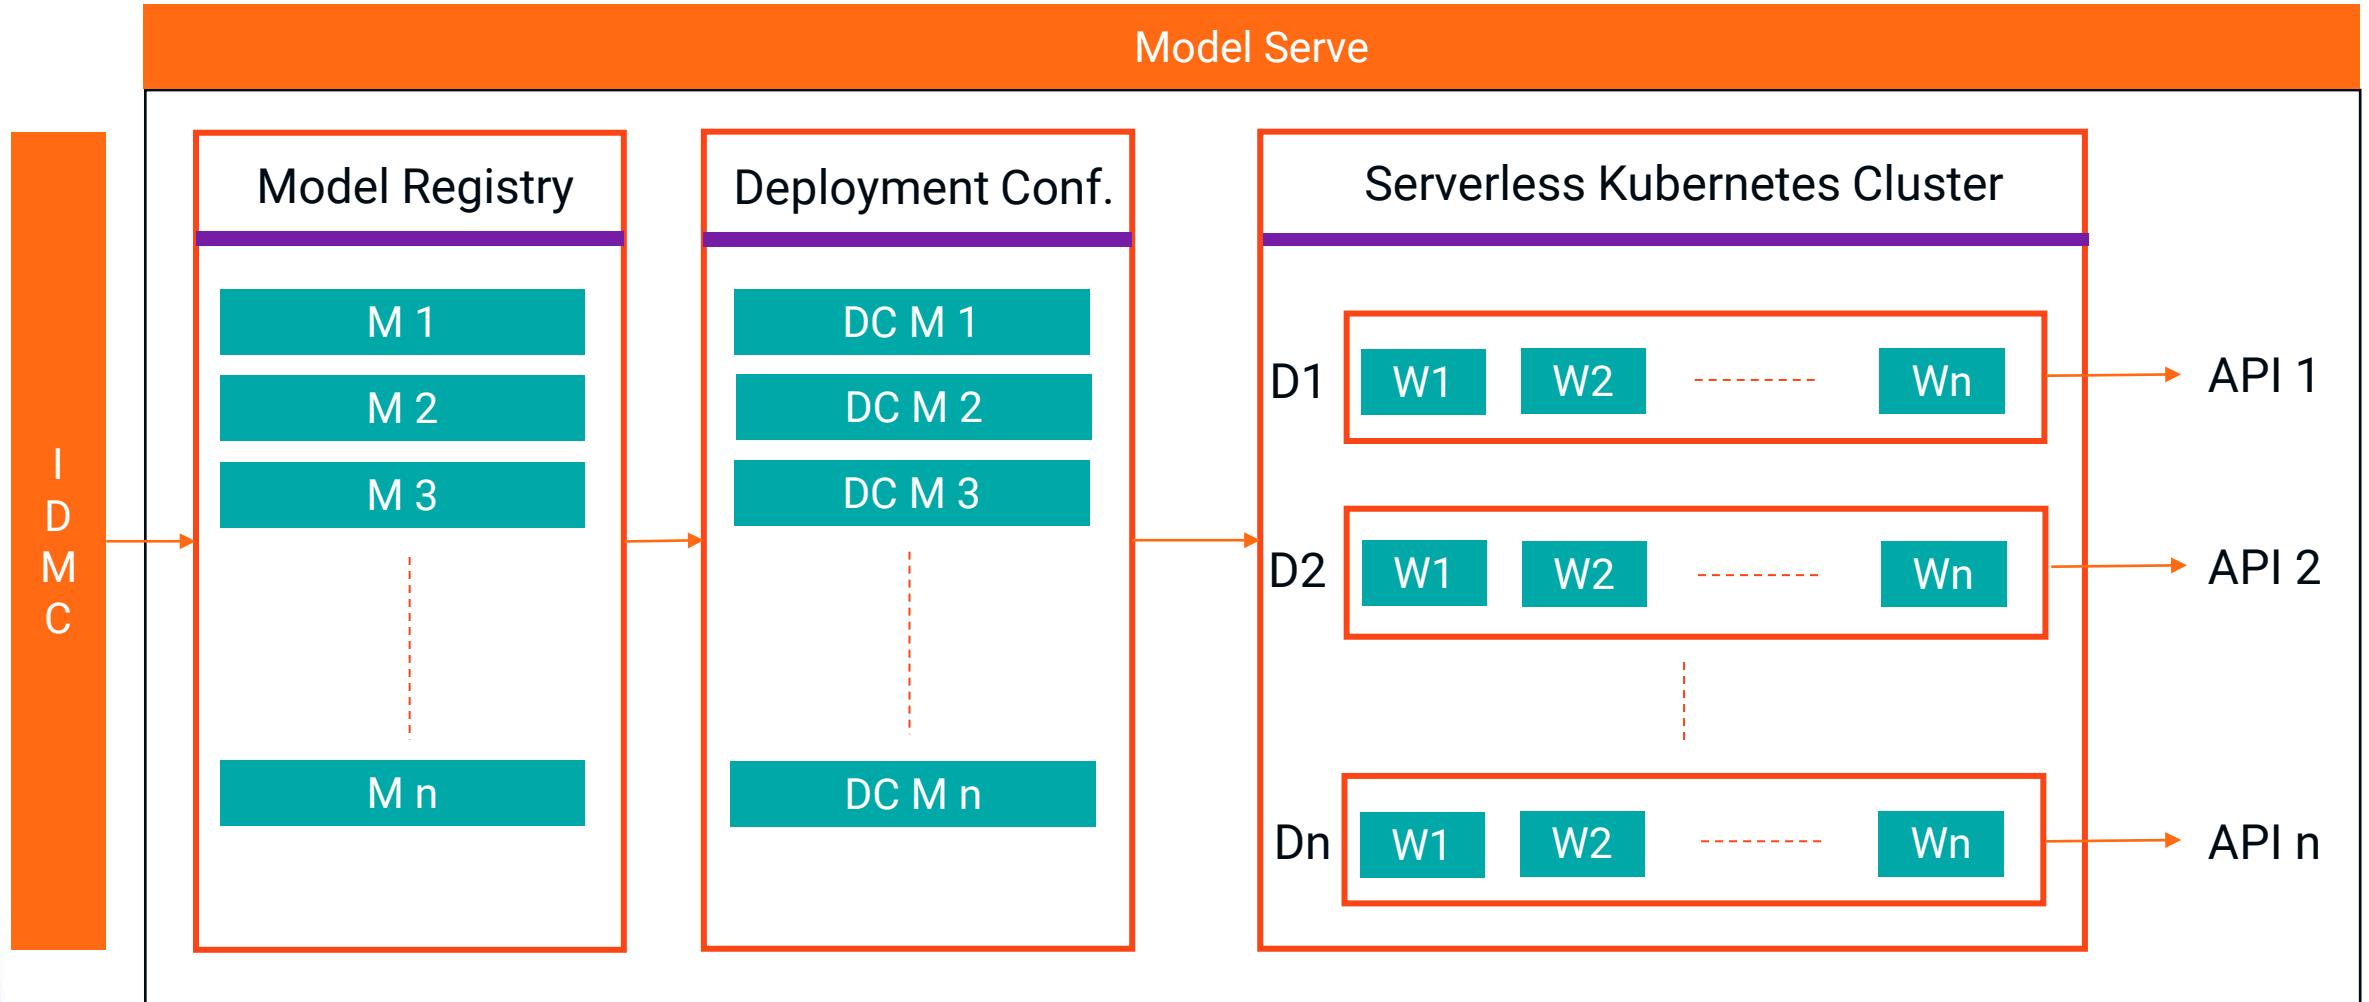 Model Serve
I
D
M
C
Model Registry
M 1
M 2
M 3
M n
Deployment Conf.
DC M 1
DC M 2
DC M 3
DC M n
Serverless Kubernetes Cluster
D1 W1 W2 Wn API 1
D2 W1 W2 Wn API 2
Dn W1 W2 Wn API n